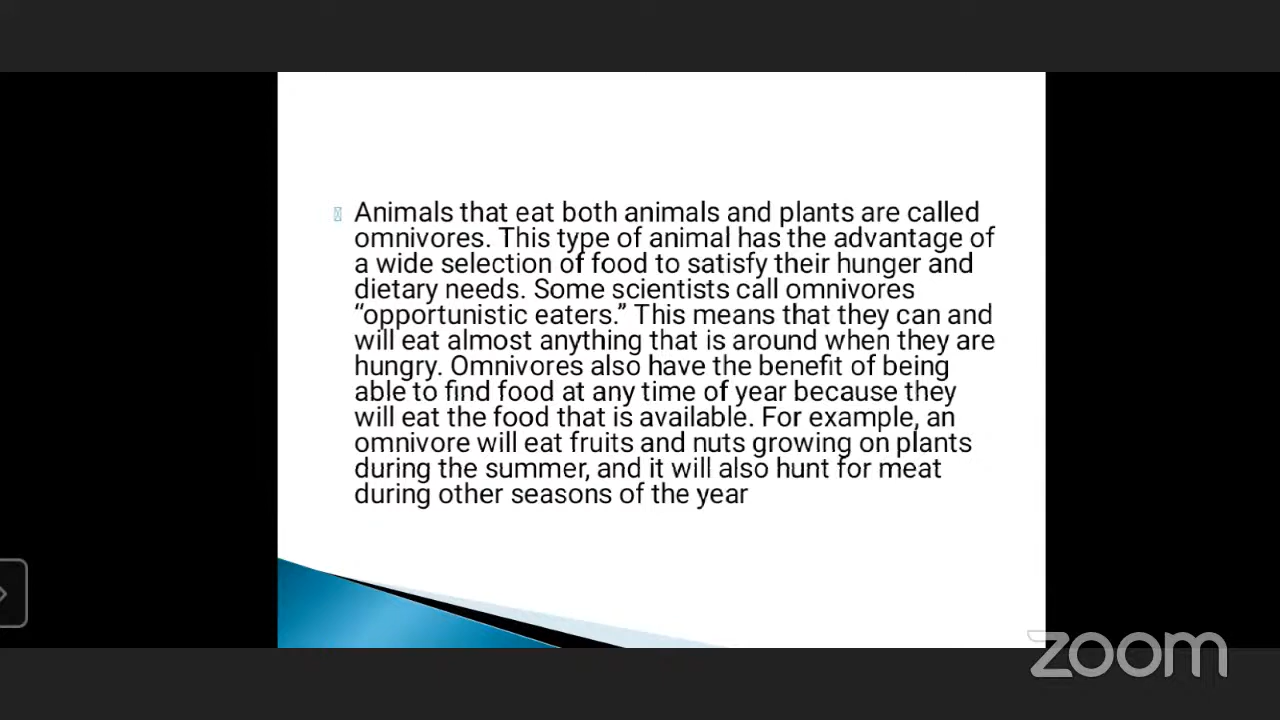 Animals that eat both animals and plants are called
omnivores. This type of animal has the advantage of
a wide selection of food to satisfy their hunger and
dietary needs. Some scientists call omnivores
“opportunistic eaters.” This means that they can and
will eat almost anything that is around when they are
hungry. Omnivores also have the benefit of being
able to find food at any time of year because they
will eat the food that is available. For example, an
omnivore will eat fruits and nuts growing on plants
during the summer, and it will also hunt for meat
during other seasons of the year
zoom